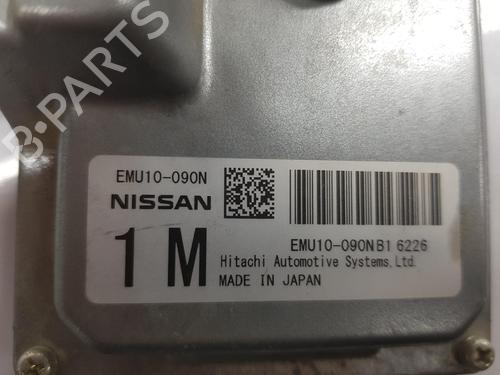 B-PARTS
EMU10-090N
NISSAN
1 M
EMU10-090NB1 6226
Hitachi Automotive Systems,Ltd.
MADE IN JAPAN